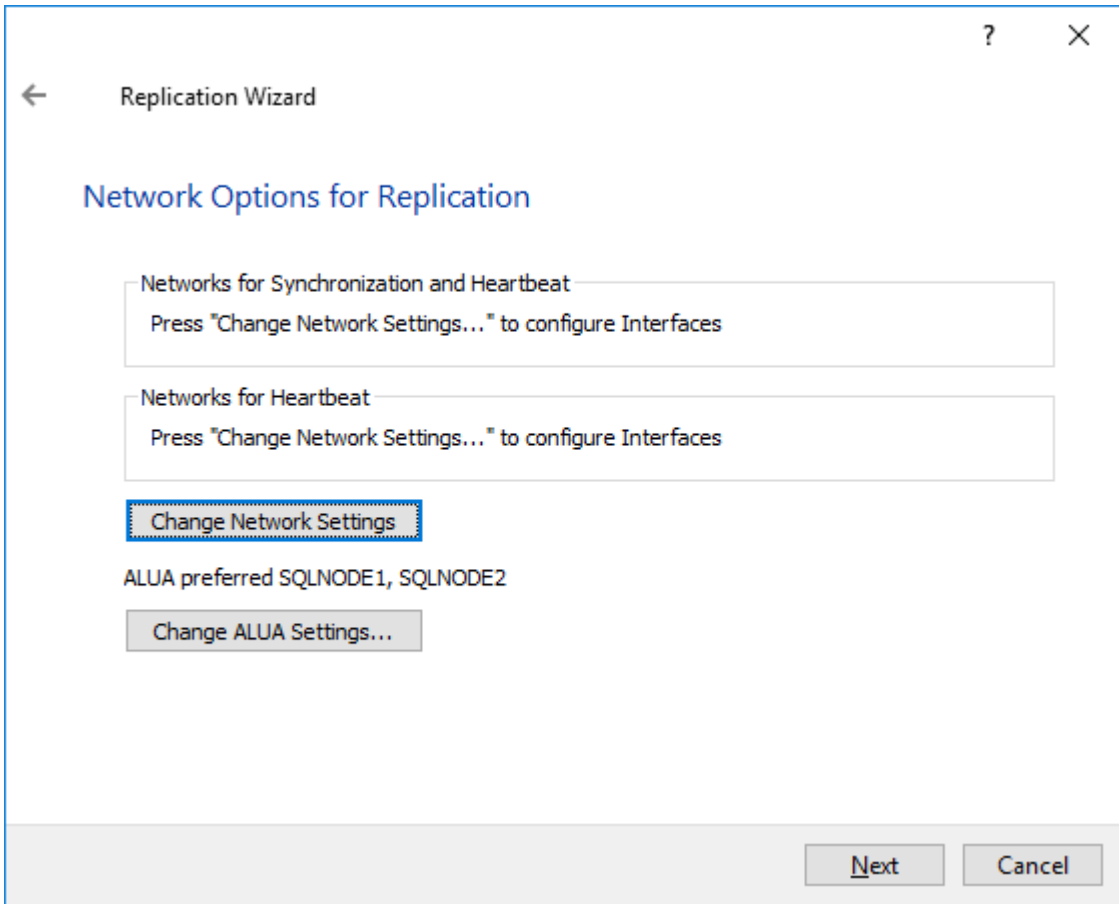 ?
Replication Wizard
Network Options for Replication
Networks for Synchronization and Heartbeat
Press "Change Network Settings..." to configure Interfaces
Networks for Heartbeat
Press "Change Network Settings..." to configure Interfaces
Change Network Settings
ALUA preferred SQLNODE1, SQLNODE2
Change ALUA Settings...
Next
Cancel